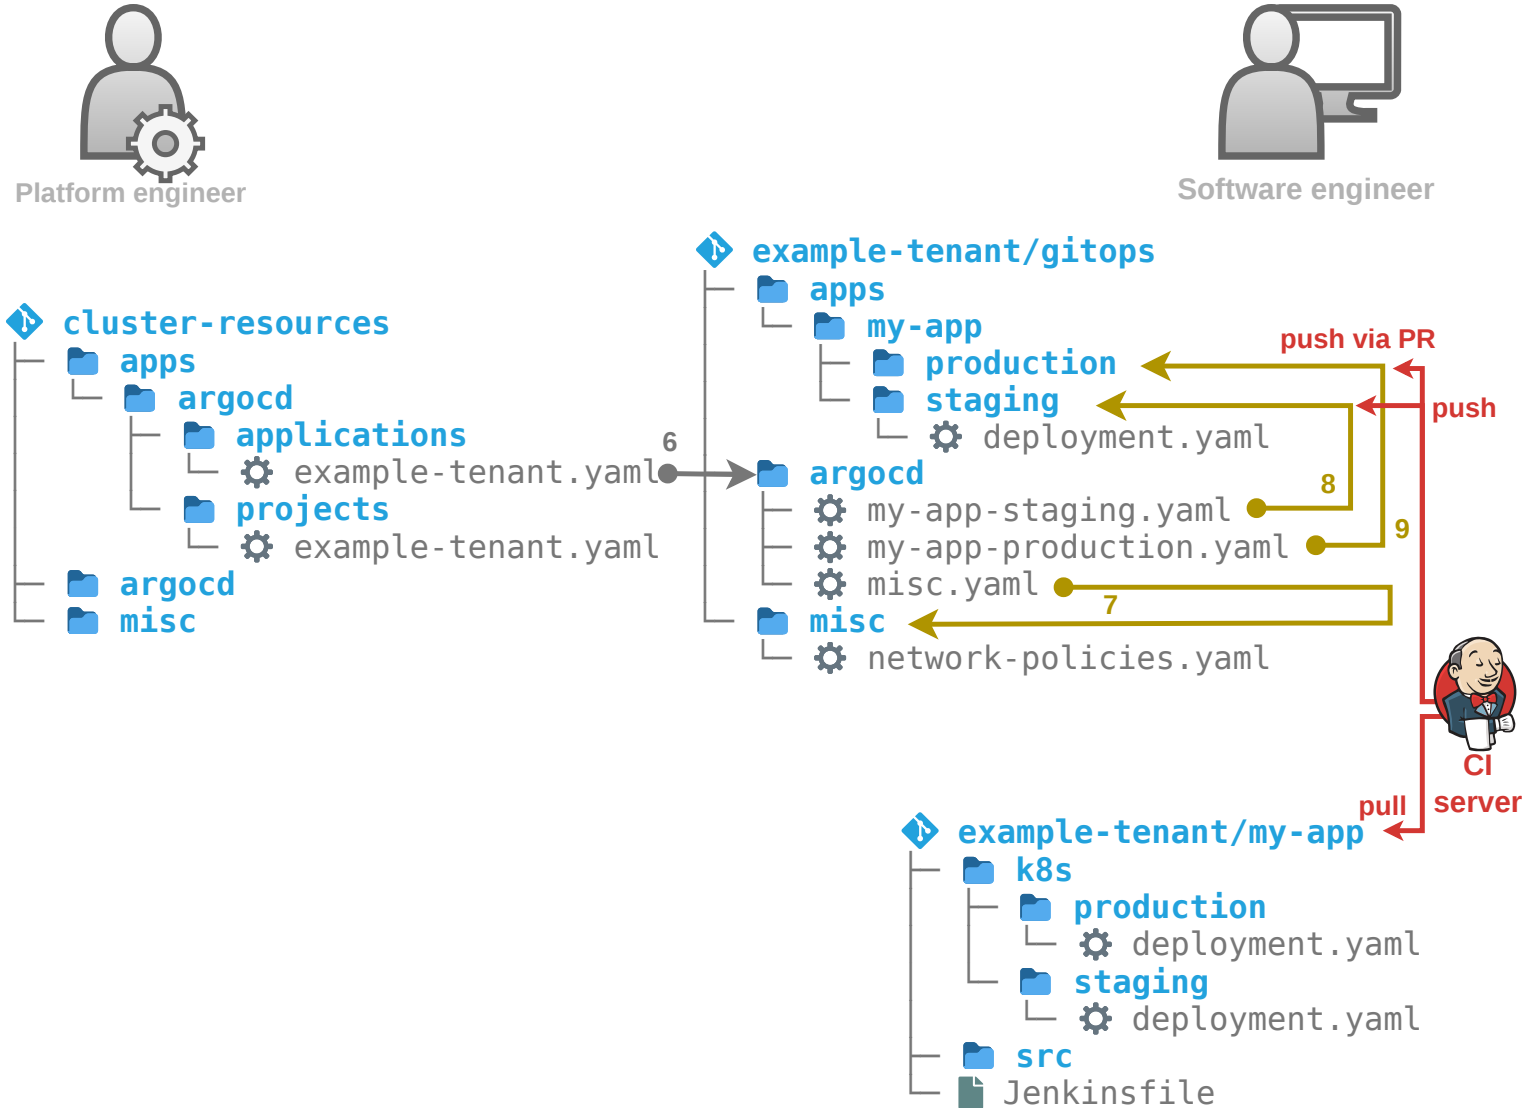 Platform engineer
Software engineer
cluster-resources
apps
argocd
applications
example-tenant.yaml
projects
example-tenant.yaml
argocd
misc
6
example-tenant/gitops
apps
my-app
production
staging
deployment.yaml
argocd
my-app-staging.yaml
my-app-production.yaml
misc.yaml
misc
network-policies.yaml
push via PR
push
8
9
7
CI
server
pull
example-tenant/my-app
k8s
production
deployment.yaml
staging
deployment.yaml
src
Jenkinsfile